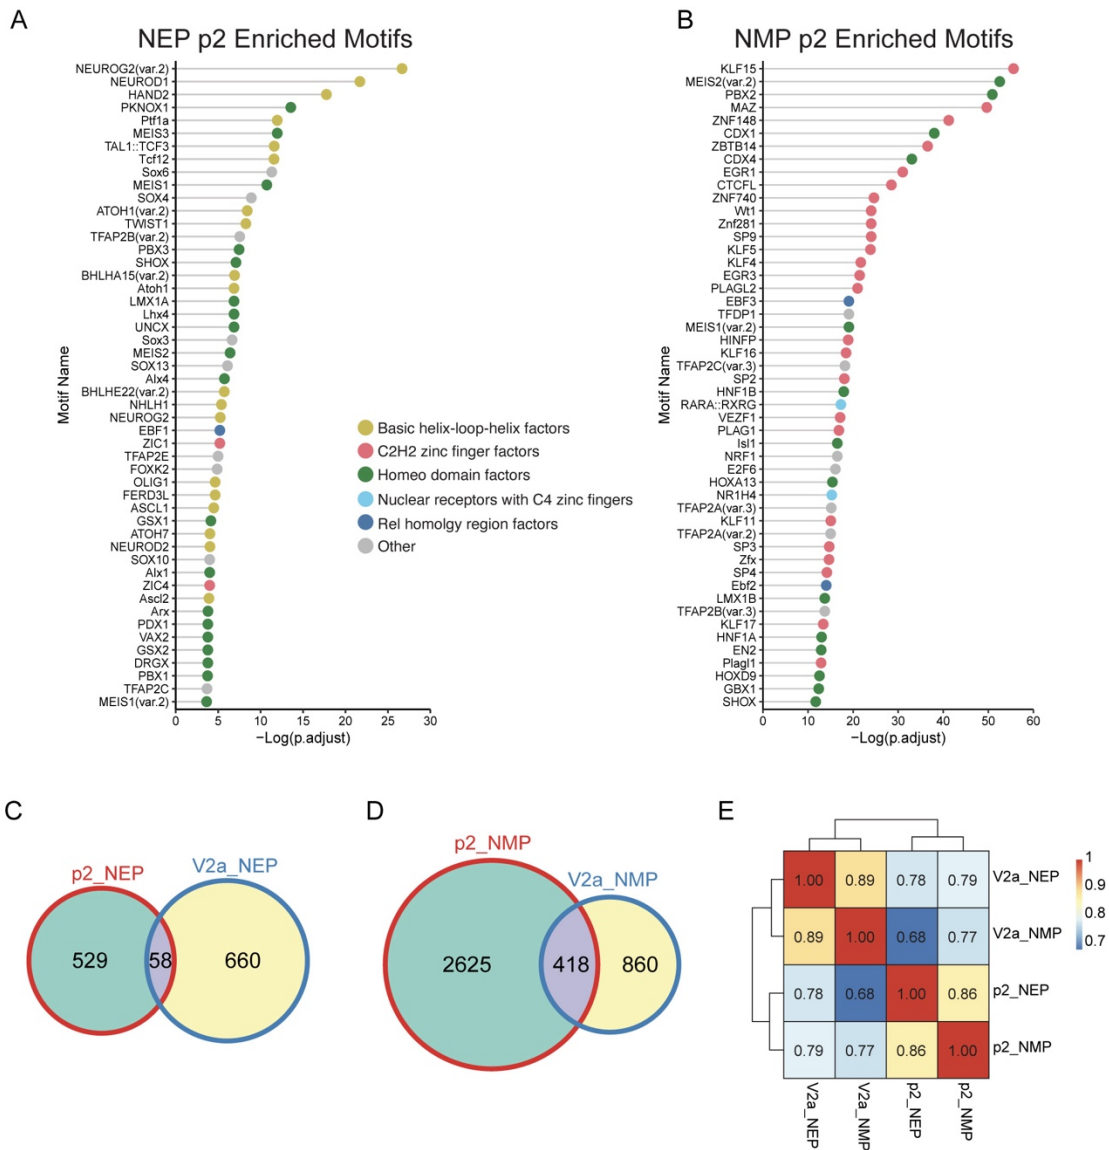 A
NEP p2 Enriched Motifs
NEUROG2(var.2)
NEUROD1
HAND2
PKNOX1
Ptf1a
MEIS3
TAL1::TCF3
Tcf12
Sox6
MEIS1
SOX4
ATOH1(var.2)
TWIST1
TFAP2B(var.2)
PBX3
SHOX
BHLHA15(var.2)
Atoh1
LMX1A
Lhx4
UNCX
Sox3
MEIS2
SOX13
Alx4
BHLHE22(var.2)
NHLH1
NEUROG2
EBF1
ZIC1
TFAP2E
FOXK2
OLIG1
FERD3L
ASCL1
GSX1
ATOH7
NEUROD2
SOX10
Alx1
ZIC4
Ascl2
Arx
PDX1
VAX2
GSX2
DRGX
PBX1
TFAP2C
MEIS1(var.2)
Motif Name
0 5 10 15 20 25 30
−Log(p.adjust)
Basic helix-loop-helix factors
C2H2 zinc finger factors
Homeo domain factors
Nuclear receptors with C4 zinc fingers
Rel homolgy region factors
Other
B
NMP p2 Enriched Motifs
KLF15
MEIS2(var.2)
PBX2
MAZ
ZNF148
CDX1
ZBTB14
CDX4
EGR1
CTCFL
ZNF740
Wt1
Znf281
SP9
KLF5
KLF4
EGR3
PLAGL2
EBF3
TFDP1
MEIS1(var.2)
HINFP
KLF16
TFAP2C(var.3)
SP2
HNF1B
RARA::RXRG
VEZF1
PLAG1
Isl1
NRF1
E2F6
HOXA13
NR1H4
TFAP2A(var.3)
KLF11
TFAP2A(var.2)
SP3
Zfx
SP4
Ebf2
LMX1B
TFAP2B(var.3)
KLF17
HNF1A
EN2
Plagl1
HOXD9
GBX1
SHOX
Motif Name
0 10 20 30 40 50 60
−Log(p.adjust)
C
p2_NEP
V2a_NEP
529 58 660
D
p2_NMP
V2a_NMP
2625 418 860
E
1.00 0.89 0.78 0.79 V2a_NEP
0.89 1.00 0.68 0.77 V2a_NMP
0.78 0.68 1.00 0.86 p2_NEP
0.79 0.77 0.86 1.00 p2_NMP
V2a_NEP
V2a_NMP
p2_NEP
p2_NMP
1
0.9
0.8
0.7